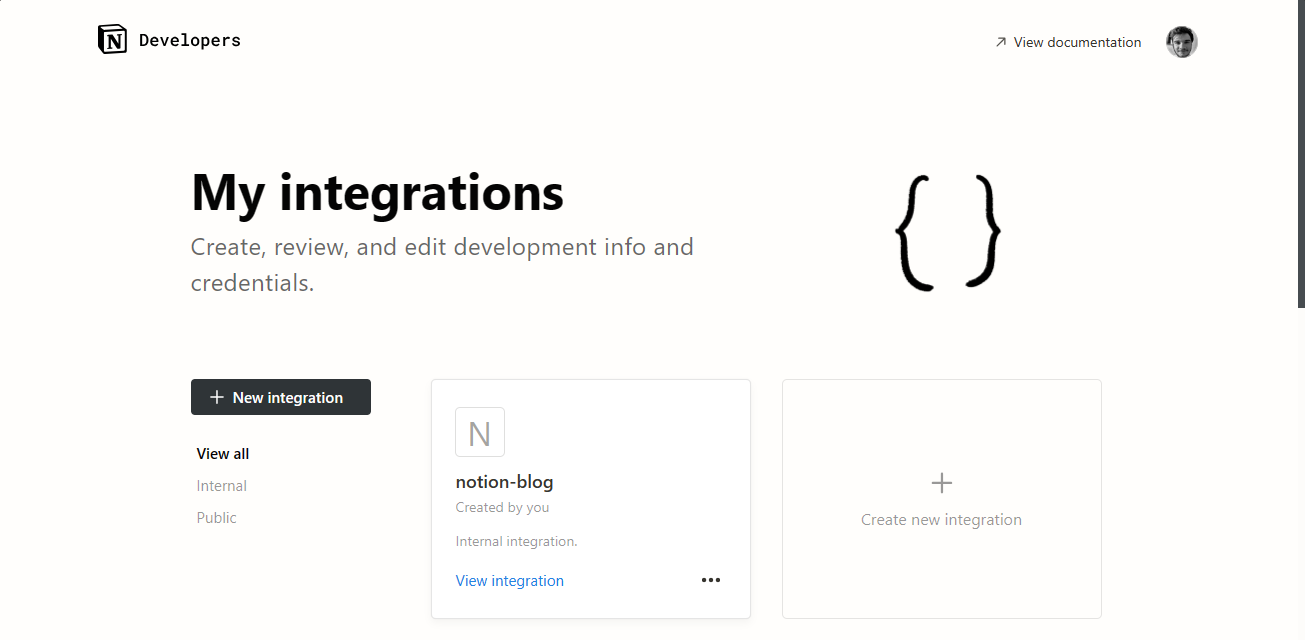 N Developers
View documentation
My integrations
Create, review, and edit development info and
credentials.
{ }
New integration
View all
Internal
Public
N
notion-blog
Created by you
Internal integration.
View integration
Create new integration